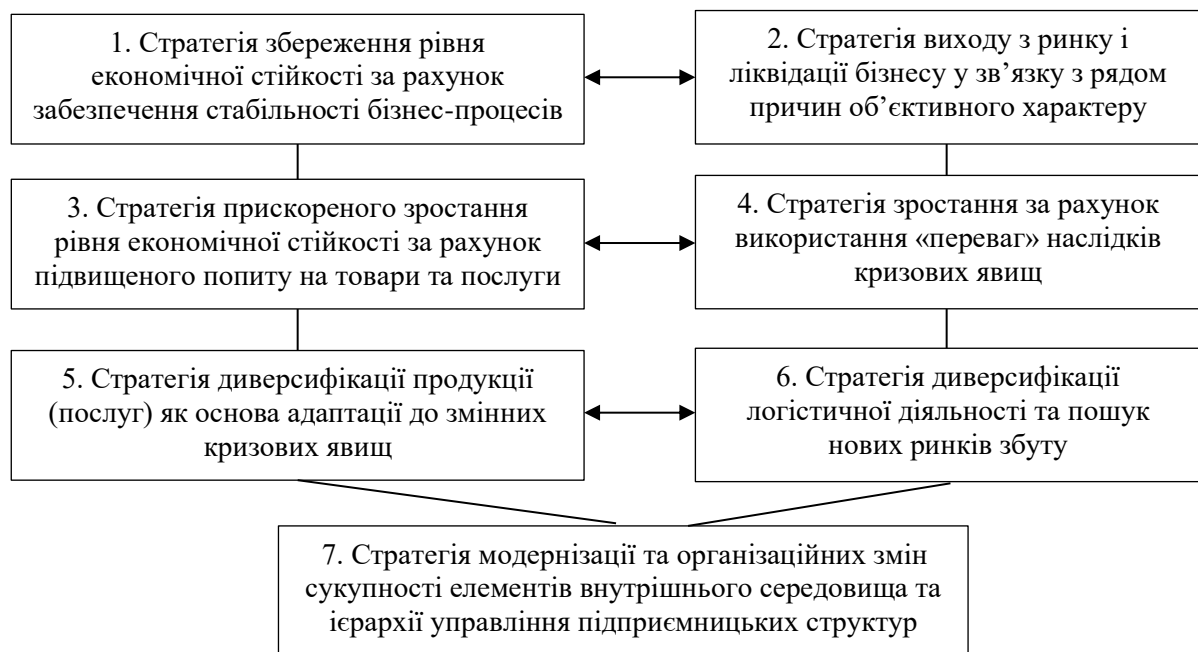 1. Стратегія збереження рівня
економічної стійкості за рахунок
забезпечення стабільності бізнес-процесів
2. Стратегія виходу з ринку і
ліквідації бізнесу у зв’язку з рядом
причин об’єктивного характеру
3. Стратегія прискореного зростання
рівня економічної стійкості за рахунок
підвищеного попиту на товари та послуги
4. Стратегія зростання за рахунок
використання «переваг» наслідків
кризових явищ
5. Стратегія диверсифікації продукції
(послуг) як основа адаптації до змінних
кризових явищ
6. Стратегія диверсифікації
логістичної діяльності та пошук
нових ринків збуту
7. Стратегія модернізації та організаційних змін
сукупності елементів внутрішнього середовища та
ієрархії управління підприємницьких структур